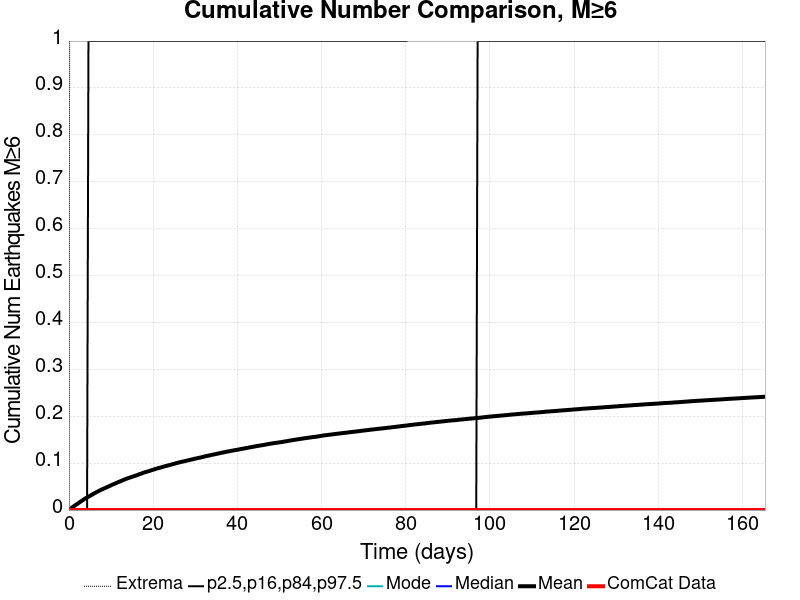 Cumulative Number Comparison, M≥6
Cumulative Num Earthquakes M≥6
1
0.9
0.8
0.7
0.6
0.5
0.4
0.3
0.2
0.1
0
0 20 40 60 80 100 120 140 160
Time (days)
Extrema p2.5,p16,p84,p97.5 Mode Median Mean ComCat Data